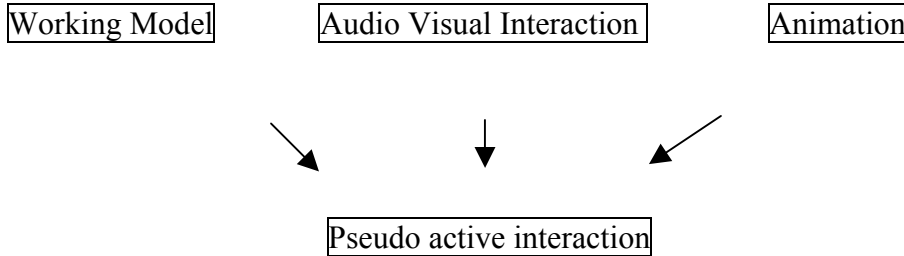 Working Model Audio Visual Interaction Animation
Pseudo active interaction